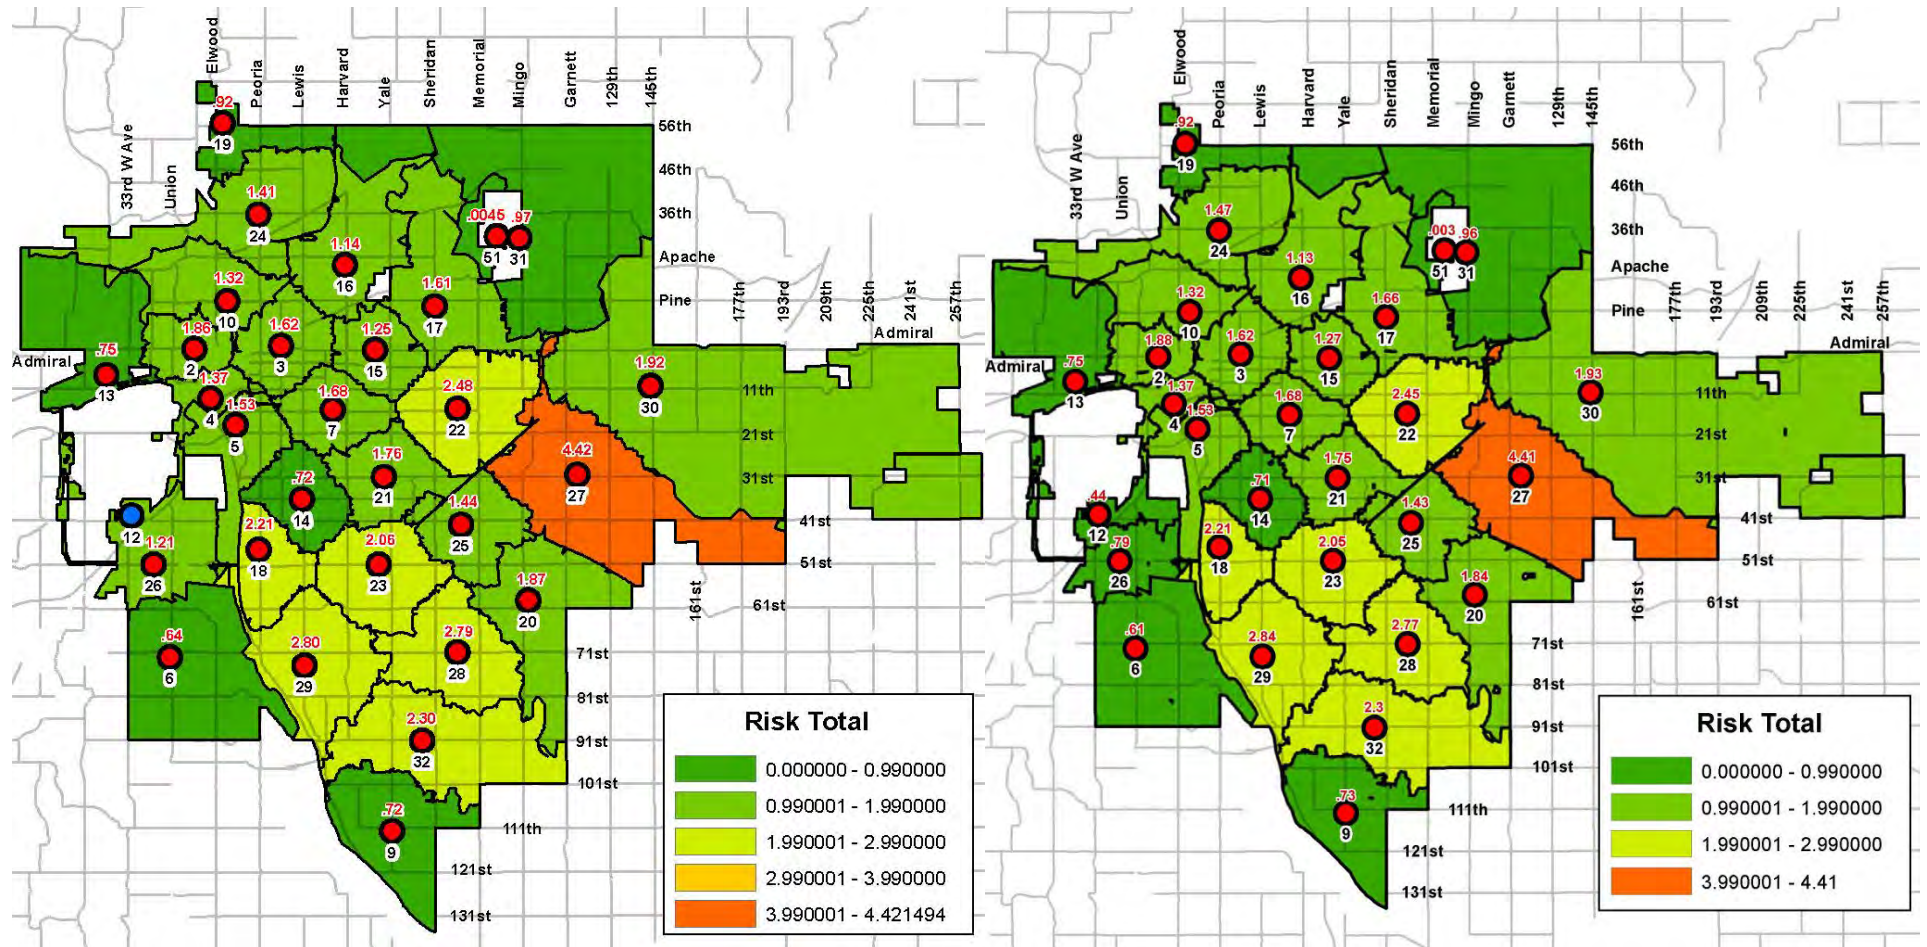 Elwood
Peoria
Lewis
Harvard
Yale
Sheridan
Memorial
Mingo
Garnett
129th
145th
33rd W Ave
Union
56th
46th
36th
Apache
Pine
177th
193rd
209th
225th
241st
257th
Admiral
Admiral
11th
21st
31st
41st
51st
61st
161st
71st
81st
91st
101st
111th
121st
131st
.92
19
1.41
24
1.14
16
.0045
51
.97
31
1.32
10
1.61
17
1.86
2
1.62
3
1.25
15
.75
13
1.37
4
1.53
5
1.68
7
2.48
22
1.92
30
.72
14
1.76
21
4.42
27
12
1.21
26
2.21
18
2.06
23
1.44
25
1.87
20
.64
6
2.80
29
2.79
28
2.30
32
.72
9
Risk Total
0.000000 - 0.990000
0.990001 - 1.990000
1.990001 - 2.990000
2.990001 - 3.990000
3.990001 - 4.421494
Elwood
Peoria
Lewis
Harvard
Yale
Sheridan
Memorial
Mingo
Garnett
129th
145th
33rd W Ave
Union
56th
46th
36th
Apache
Pine
177th
193rd
209th
225th
241st
257th
Admiral
Admiral
11th
21st
31st
41st
51st
61st
161st
71st
81st
91st
101st
111th
121st
131st
.92
19
1.47
24
1.13
16
.003
51
.96
31
1.32
10
1.66
17
1.88
2
1.62
3
1.27
15
.75
13
1.37
4
1.53
5
1.68
7
2.45
22
1.93
30
.71
14
1.75
21
4.41
27
.44
12
.79
26
2.21
18
2.05
23
1.43
25
1.84
20
.61
6
2.84
29
2.77
28
2.3
32
.73
9
Risk Total
0.000000 - 0.990000
0.990001 - 1.990000
1.990001 - 2.990000
3.990001 - 4.41